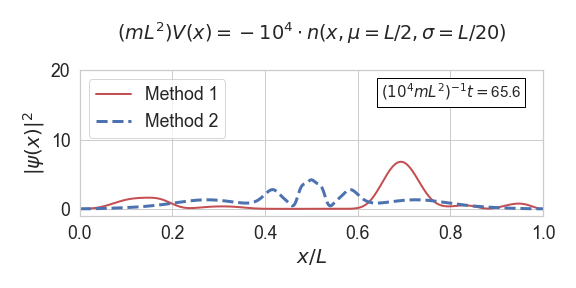 (mL²)V(x) = −10⁴ · n(x, μ = L/2, σ = L/20)
20
10
0
|ψ(x)|²
Method 1
Method 2
(10⁴mL²)⁻¹t = 65.6
0.0 0.2 0.4 0.6 0.8 1.0
x/L